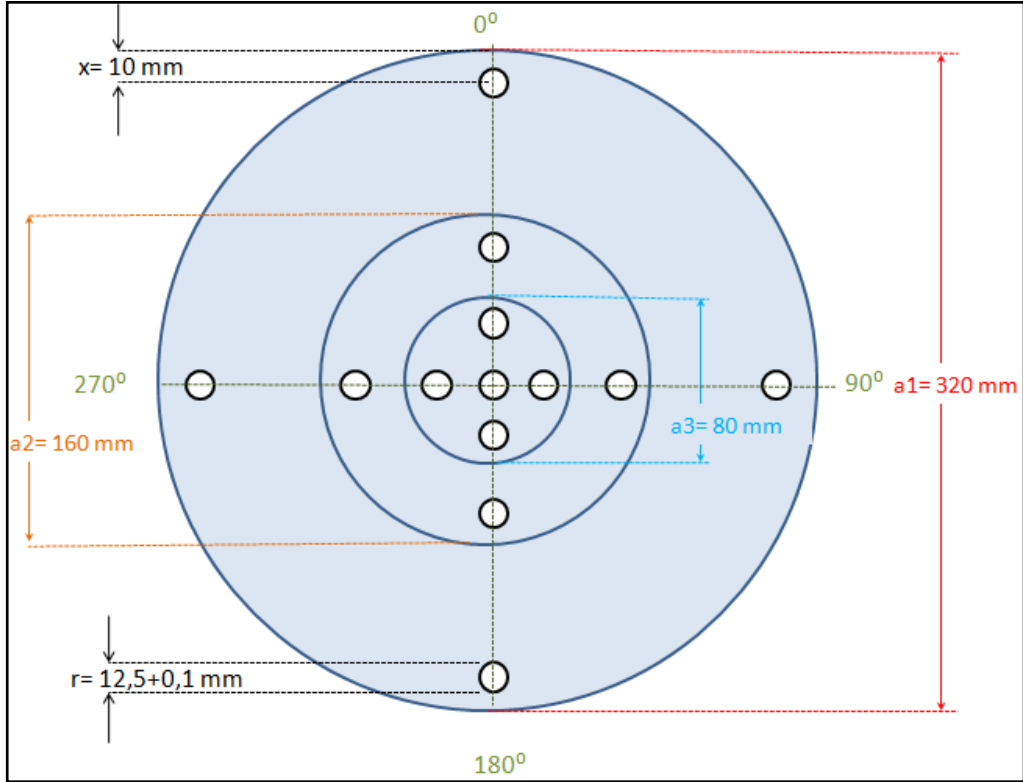 0⁰
x= 10 mm
270⁰
90⁰
a1= 320 mm
a3= 80 mm
a2= 160 mm
r= 12,5+0,1 mm
180⁰